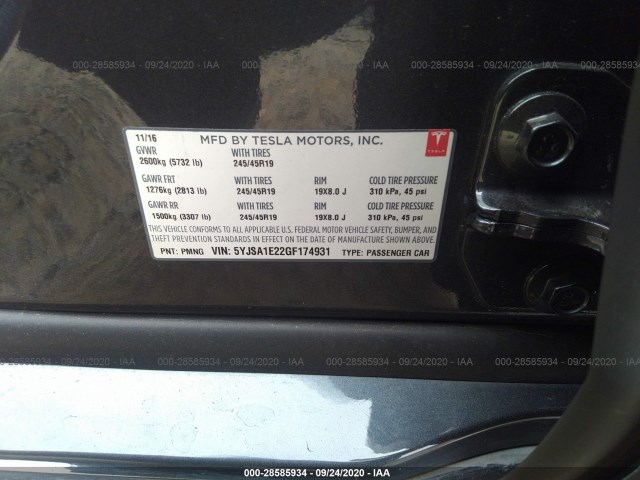 000-28585934 - 09/24/2020 - IAA
11/16 MFD BY TESLA MOTORS, INC.
TESLA
GVWR WITH TIRES
2600kg (5732 lb) 245/45R19
GAWR FRT WITH TIRES RIM COLD TIRE PRESSURE
1276kg (2813 lb) 245/45R19 19X8.0 J 310 kPa, 45 psi
GAWR RR WITH TIRES RIM COLD TIRE PRESSURE
1500kg (3307 lb) 245/45R19 19X8.0 J 310 kPa, 45 psi
THIS VEHICLE CONFORMS TO ALL APPLICABLE U.S. FEDERAL MOTOR VEHICLE SAFETY, BUMPER, AND
THEFT PREVENTION STANDARDS IN EFFECT ON THE DATE OF MANUFACTURE SHOWN ABOVE.
PNT: PMNG VIN: 5YJSA1E22GF174931 TYPE: PASSENGER CAR
000-28585934 - 09/24/2020 - IAA